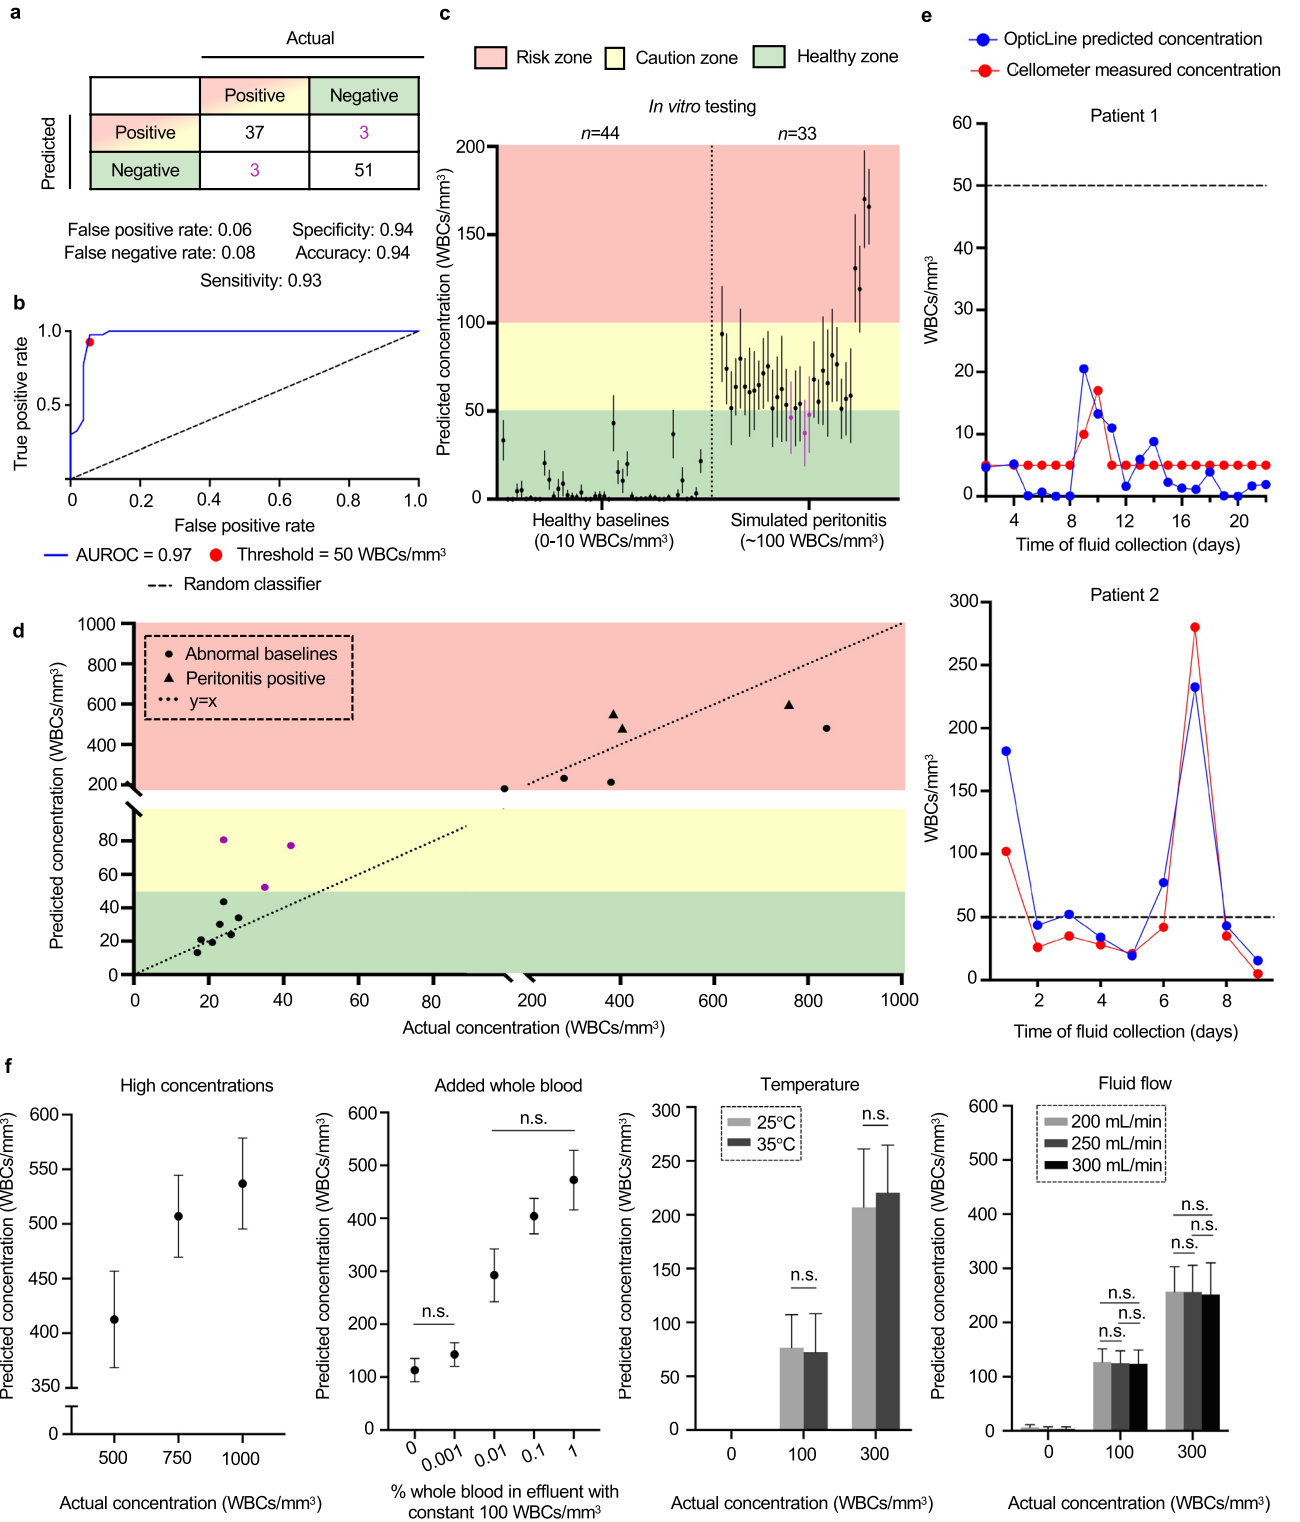 a
Actual
Positive
Negative
Predicted
Positive
37
3
Negative
3
51
False positive rate: 0.06
Specificity: 0.94
False negative rate: 0.08
Accuracy: 0.94
Sensitivity: 0.93
b
True positive rate
1.0
0.5
0
0.2
0.4
0.6
0.8
1.0
False positive rate
AUROC = 0.97
Threshold = 50 WBCs/mm³
Random classifier
c
Risk zone
Caution zone
Healthy zone
In vitro testing
n=44
n=33
Predicted concentration (WBCs/mm³)
200
150
100
50
0
Healthy baselines
(0-10 WBCs/mm³)
Simulated peritonitis
(~100 WBCs/mm³)
d
Predicted concentration (WBCs/mm³)
1000
800
600
400
200
80
60
40
20
0
Abnormal baselines
Peritonitis positive
y=x
0
20
40
60
80
200
400
600
800
1000
Actual concentration (WBCs/mm³)
e
OpticLine predicted concentration
Cellometer measured concentration
Patient 1
WBCs/mm³
60
50
40
30
20
10
0
4
8
12
16
20
Time of fluid collection (days)
Patient 2
WBCs/mm³
300
250
200
150
100
50
0
2
4
6
8
Time of fluid collection (days)
f
High concentrations
Predicted concentration (WBCs/mm³)
600
550
500
450
400
350
0
500
750
1000
Actual concentration (WBCs/mm³)
Added whole blood
Predicted concentration (WBCs/mm³)
600
500
400
300
200
100
0
n.s.
n.s.
0
0.001
0.01
0.1
1
% whole blood in effluent with
constant 100 WBCs/mm³
Temperature
Predicted concentration (WBCs/mm³)
300
250
200
150
100
50
0
25°C
35°C
n.s.
n.s.
0
100
300
Actual concentration (WBCs/mm³)
Fluid flow
Predicted concentration (WBCs/mm³)
600
500
400
300
200
100
0
200 mL/min
250 mL/min
300 mL/min
n.s.
n.s.
n.s.
n.s.
n.s.
n.s.
0
100
300
Actual concentration (WBCs/mm³)